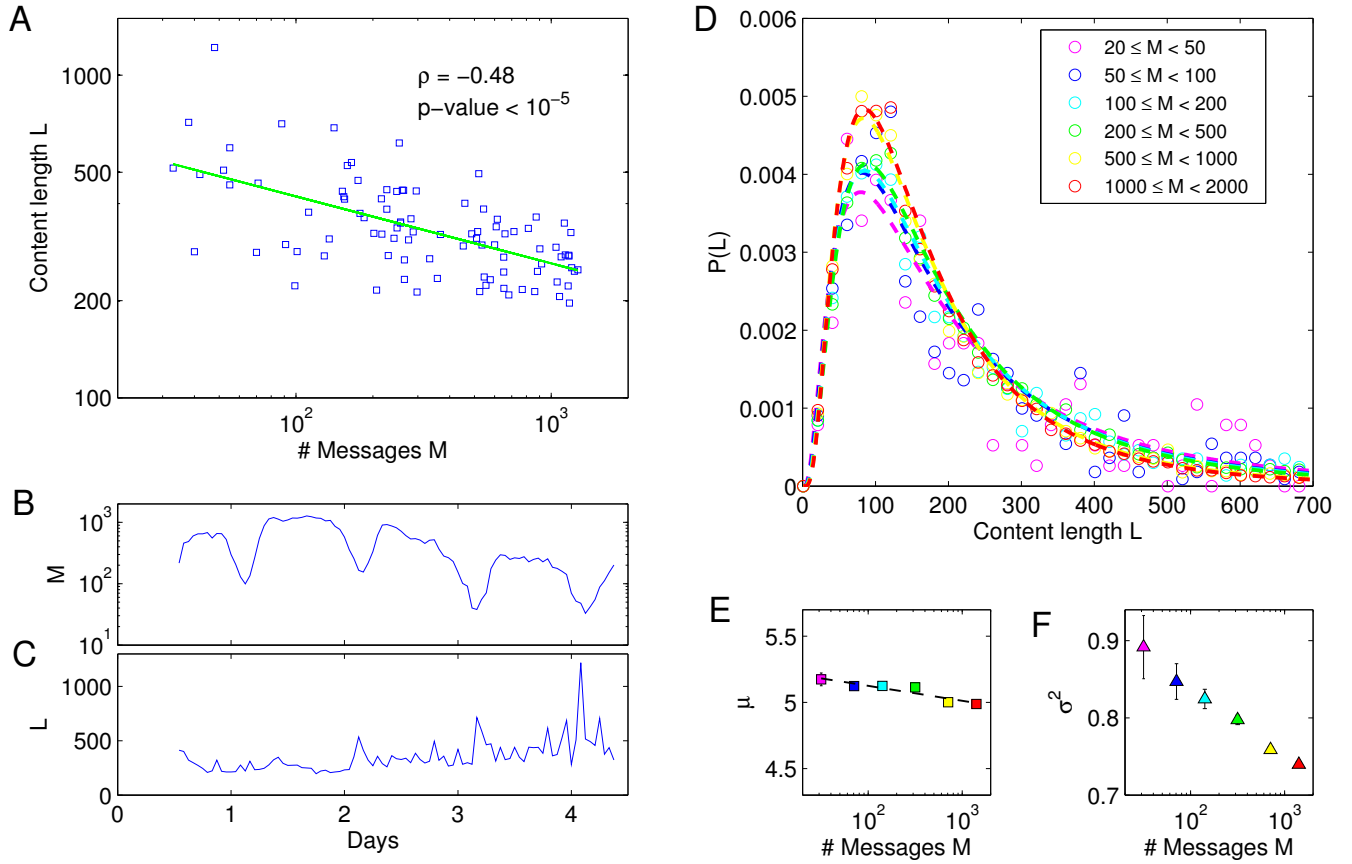 A
1000
500
200
100
Content length L
ρ = −0.48
p−value < 10⁻⁵
10² 10³
# Messages M
B
10³
10²
10¹
M
C
1000
500
0
L
0 1 2 3 4
Days
D
0.006
0.005
0.004
0.003
0.002
0.001
0
P(L)
20 ≤ M < 50
50 ≤ M < 100
100 ≤ M < 200
200 ≤ M < 500
500 ≤ M < 1000
1000 ≤ M < 2000
0 100 200 300 400 500 600 700
Content length L
E
5.5
5
4.5
μ
10² 10³
# Messages M
F
0.9
0.8
0.7
σ²
10² 10³
# Messages M